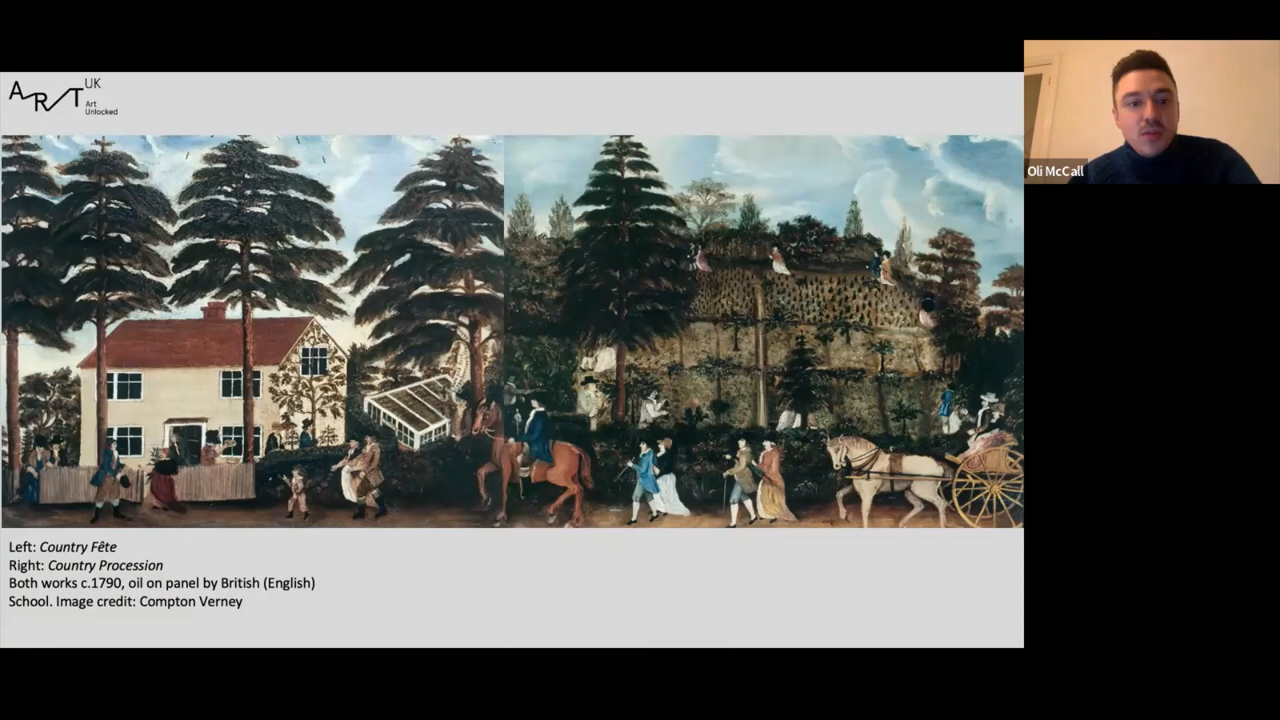 ART UK
Art
Unlocked
Oli McCall
Left: Country Fête
Right: Country Procession
Both works c.1790, oil on panel by British (English)
School. Image credit: Compton Verney